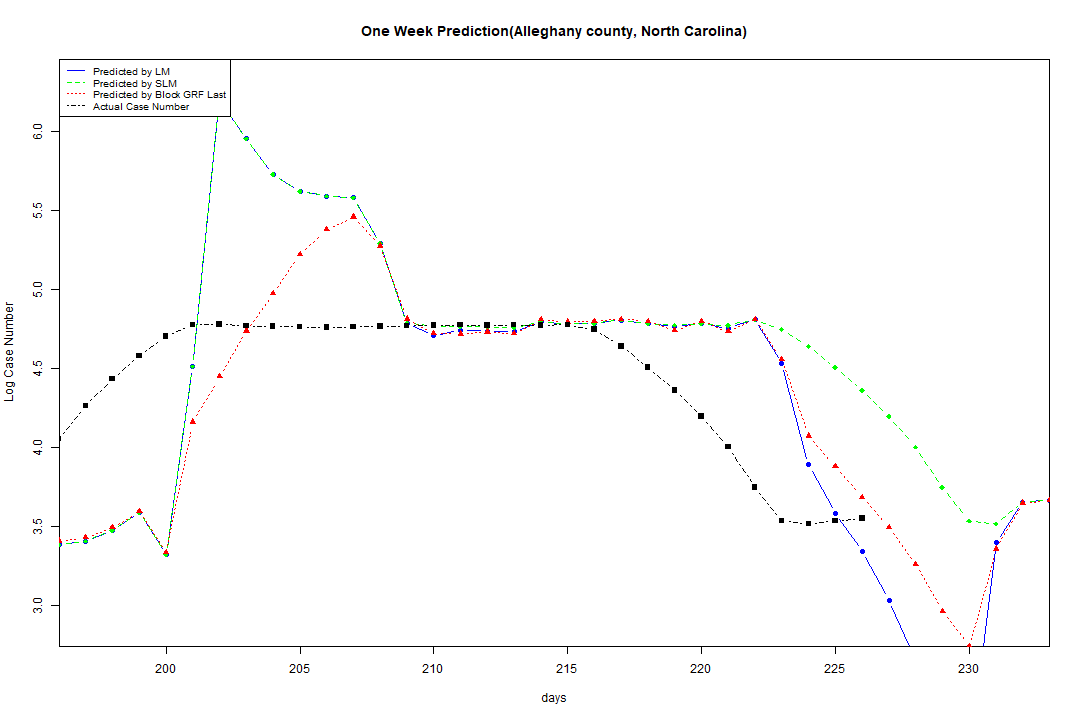 One Week Prediction(Alleghany county, North Carolina)
Predicted by LM
Predicted by SLM
Predicted by Block GRF Last
Actual Case Number
Log Case Number
6.0
5.5
5.0
4.5
4.0
3.5
3.0
200 205 210 215 220 225 230
days